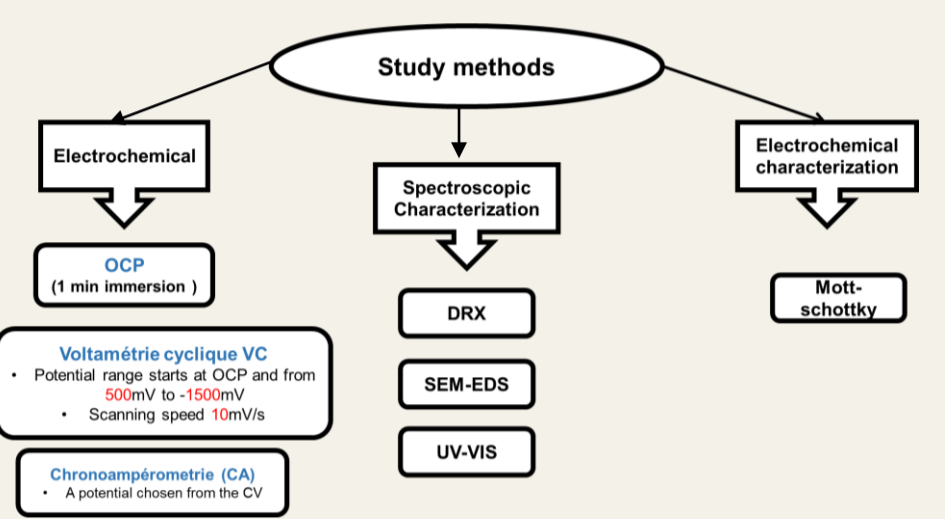 Study methods
Electrochemical
OCP
(1 min immersion )
Voltamétrie cyclique VC
• Potential range starts at OCP and from
500mV to -1500mV
• Scanning speed 10mV/s
Chronoampérometrie (CA)
• A potential chosen from the CV
Spectroscopic
Characterization
DRX
SEM-EDS
UV-VIS
Electrochemical
characterization
Mott-
schottky